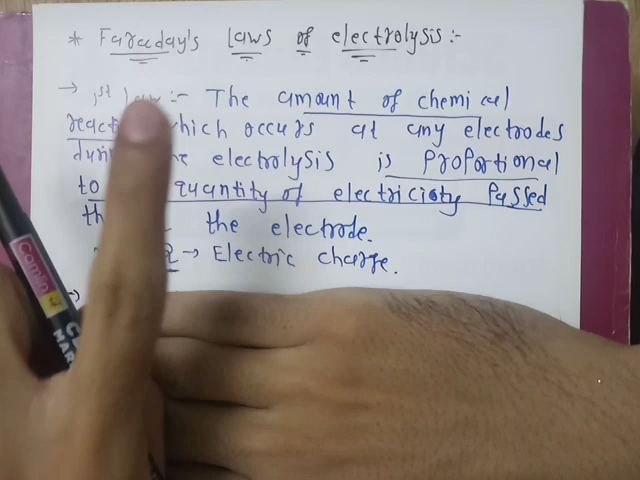 * Faraday's laws of electrolysis:-
→ 1st law:- The amount of chemical
which occurs at any electrodes
electrolysis is proportional
to quantity of electricioty passed
the electrode.
→ Electric charge.
Camlin